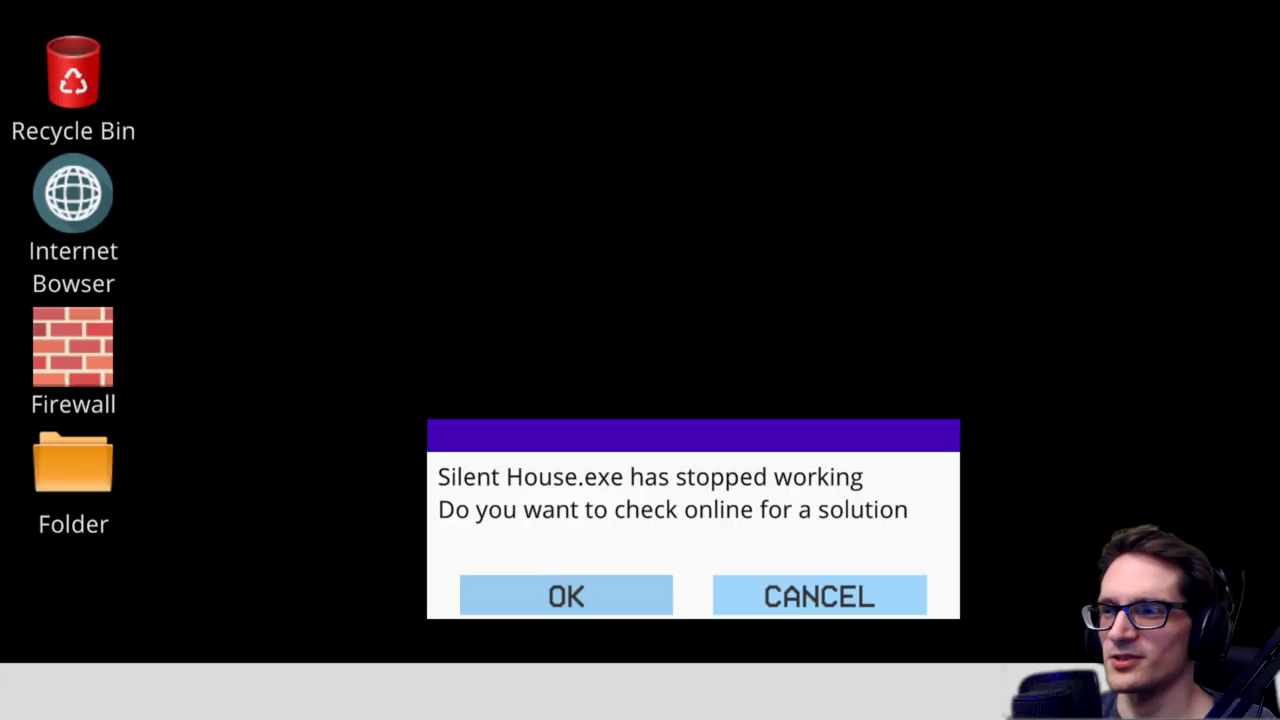 Recycle Bin
Internet
Bowser
Firewall
Folder
Silent House.exe has stopped working
Do you want to check online for a solution
OK
CANCEL